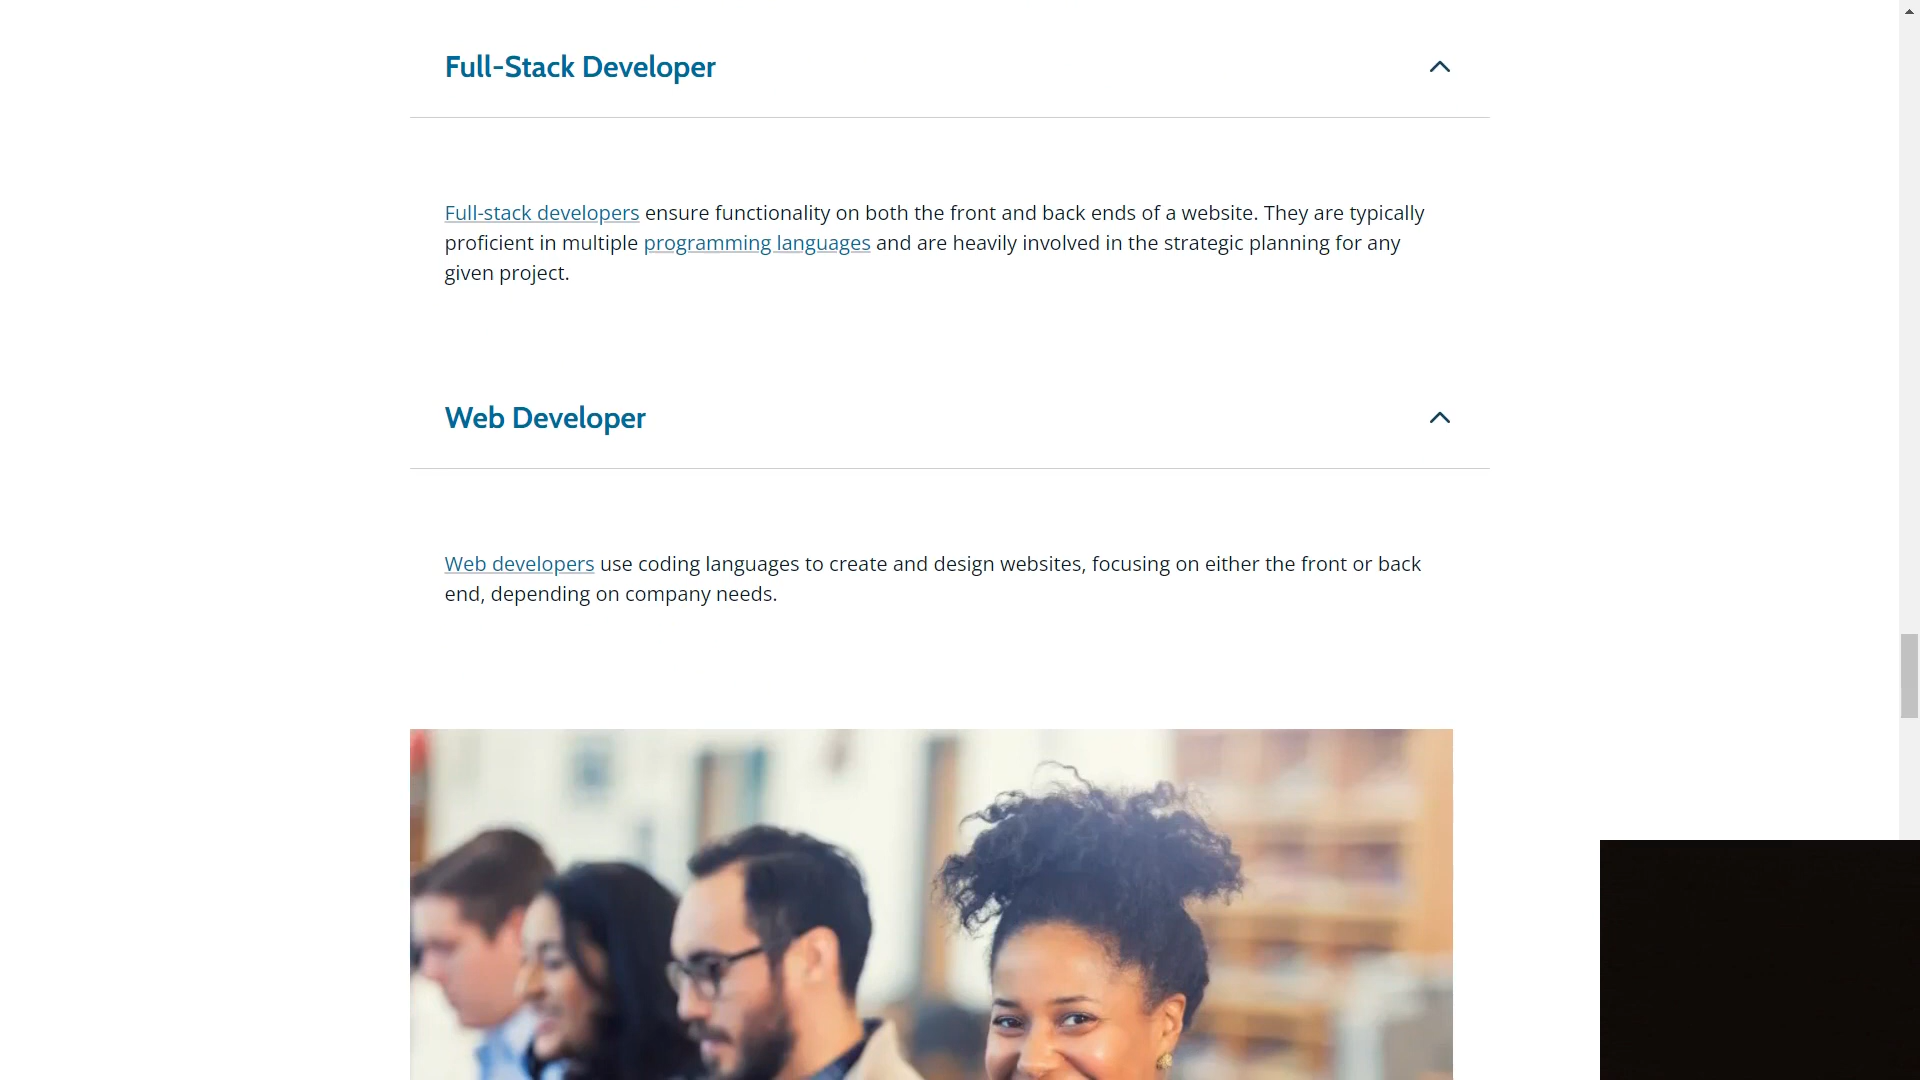 Full-Stack Developer
Full-stack developers ensure functionality on both the front and back ends of a website. They are typically
proficient in multiple programming languages and are heavily involved in the strategic planning for any
given project.
Web Developer
Web developers use coding languages to create and design websites, focusing on either the front or back
end, depending on company needs.